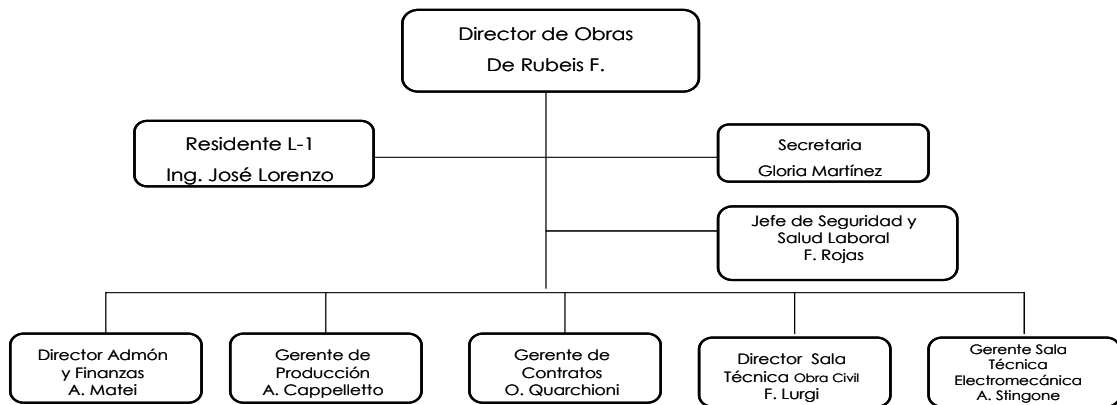 Director de Obras
De Rubeis F.
Residente L-1
Ing. José Lorenzo
Secretaria
Gloria Martínez
Jefe de Seguridad y
Salud Laboral
F. Rojas
Director Admón
y Finanzas
A. Matei
Gerente de
Producción
A. Cappelletto
Gerente de
Contratos
O. Quarchioni
Director Sala
Técnica Obra Civil
F. Lurgi
Gerente Sala
Técnica
Electromecánica
A. Stingone